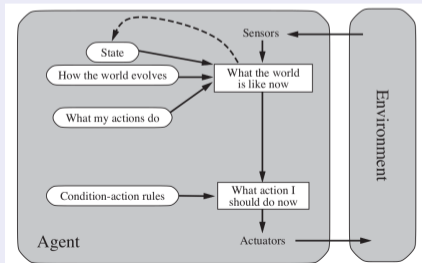 Sensors
State
How the world evolves
What the world
is like now
What my actions do
Environment
Condition-action rules
What action I
should do now
Agent
Actuators